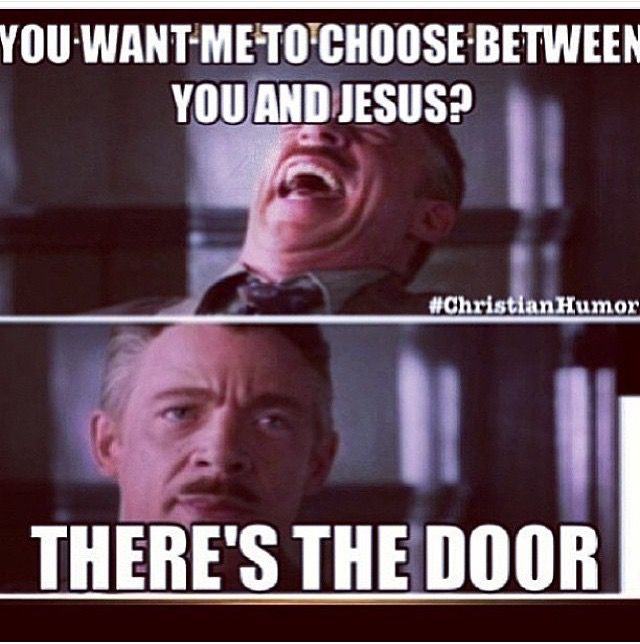 YOU WANT ME TO CHOOSE BETWEEN
YOU AND JESUS?
#ChristianHumor
THERE'S THE DOOR